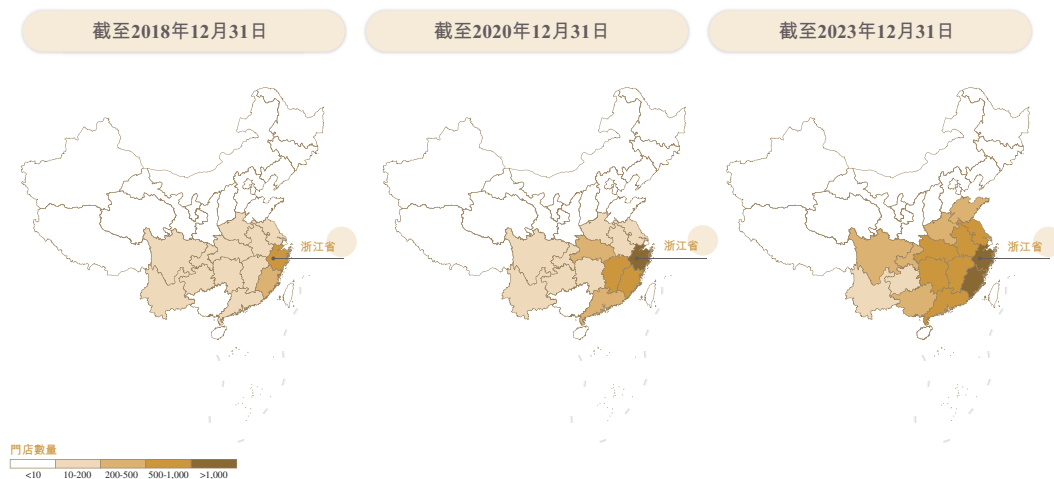 截至2018年12月31日
截至2020年12月31日
截至2023年12月31日
浙江省
浙江省
浙江省
門店數量
<10
10-200
200-500
500-1,000
>1,000